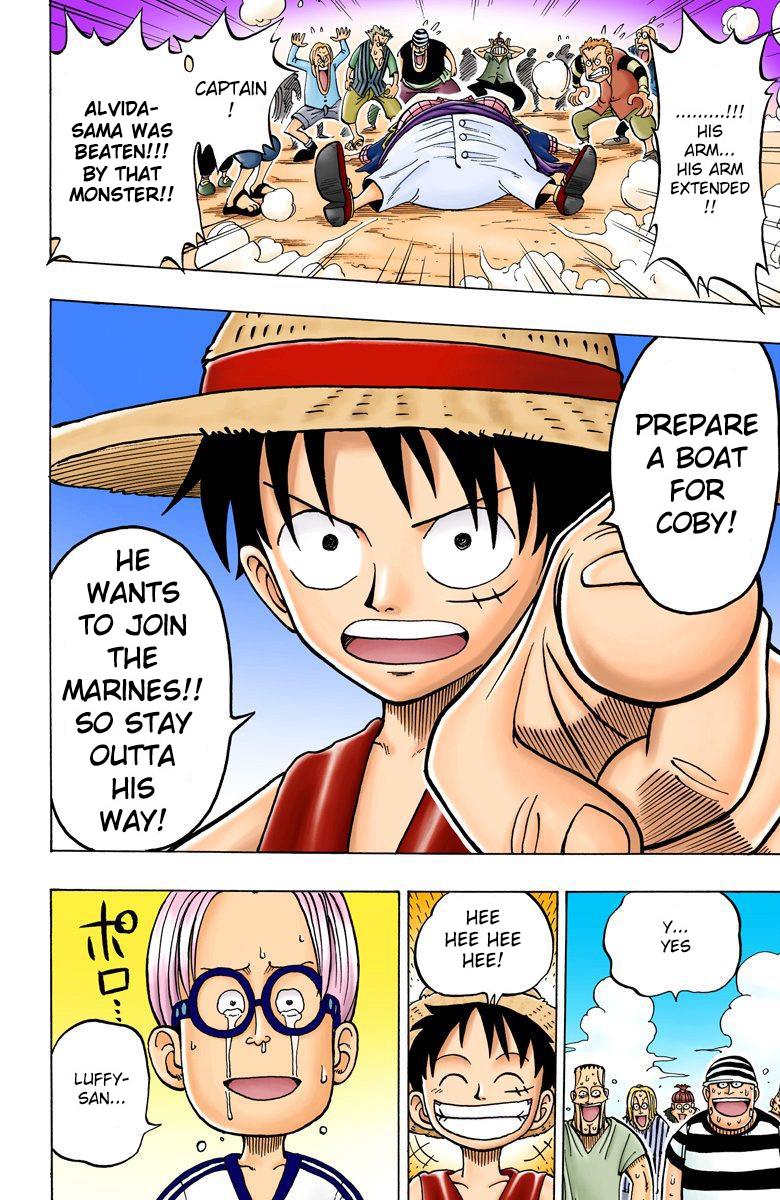 .........!!!
HIS
ARM...
HIS ARM
EXTENDED
!!
CAPTAIN
!
ALVIDA-
SAMA WAS
BEATEN!!!
BY THAT
MONSTER!!
PREPARE
A BOAT
FOR
COBY!
HE
WANTS
TO JOIN
THE
MARINES!!
SO STAY
OUTTA
HIS
WAY!
Y...
YES
HEE
HEE HEE
HEE!
ポロ...
LUFFY-
SAN...